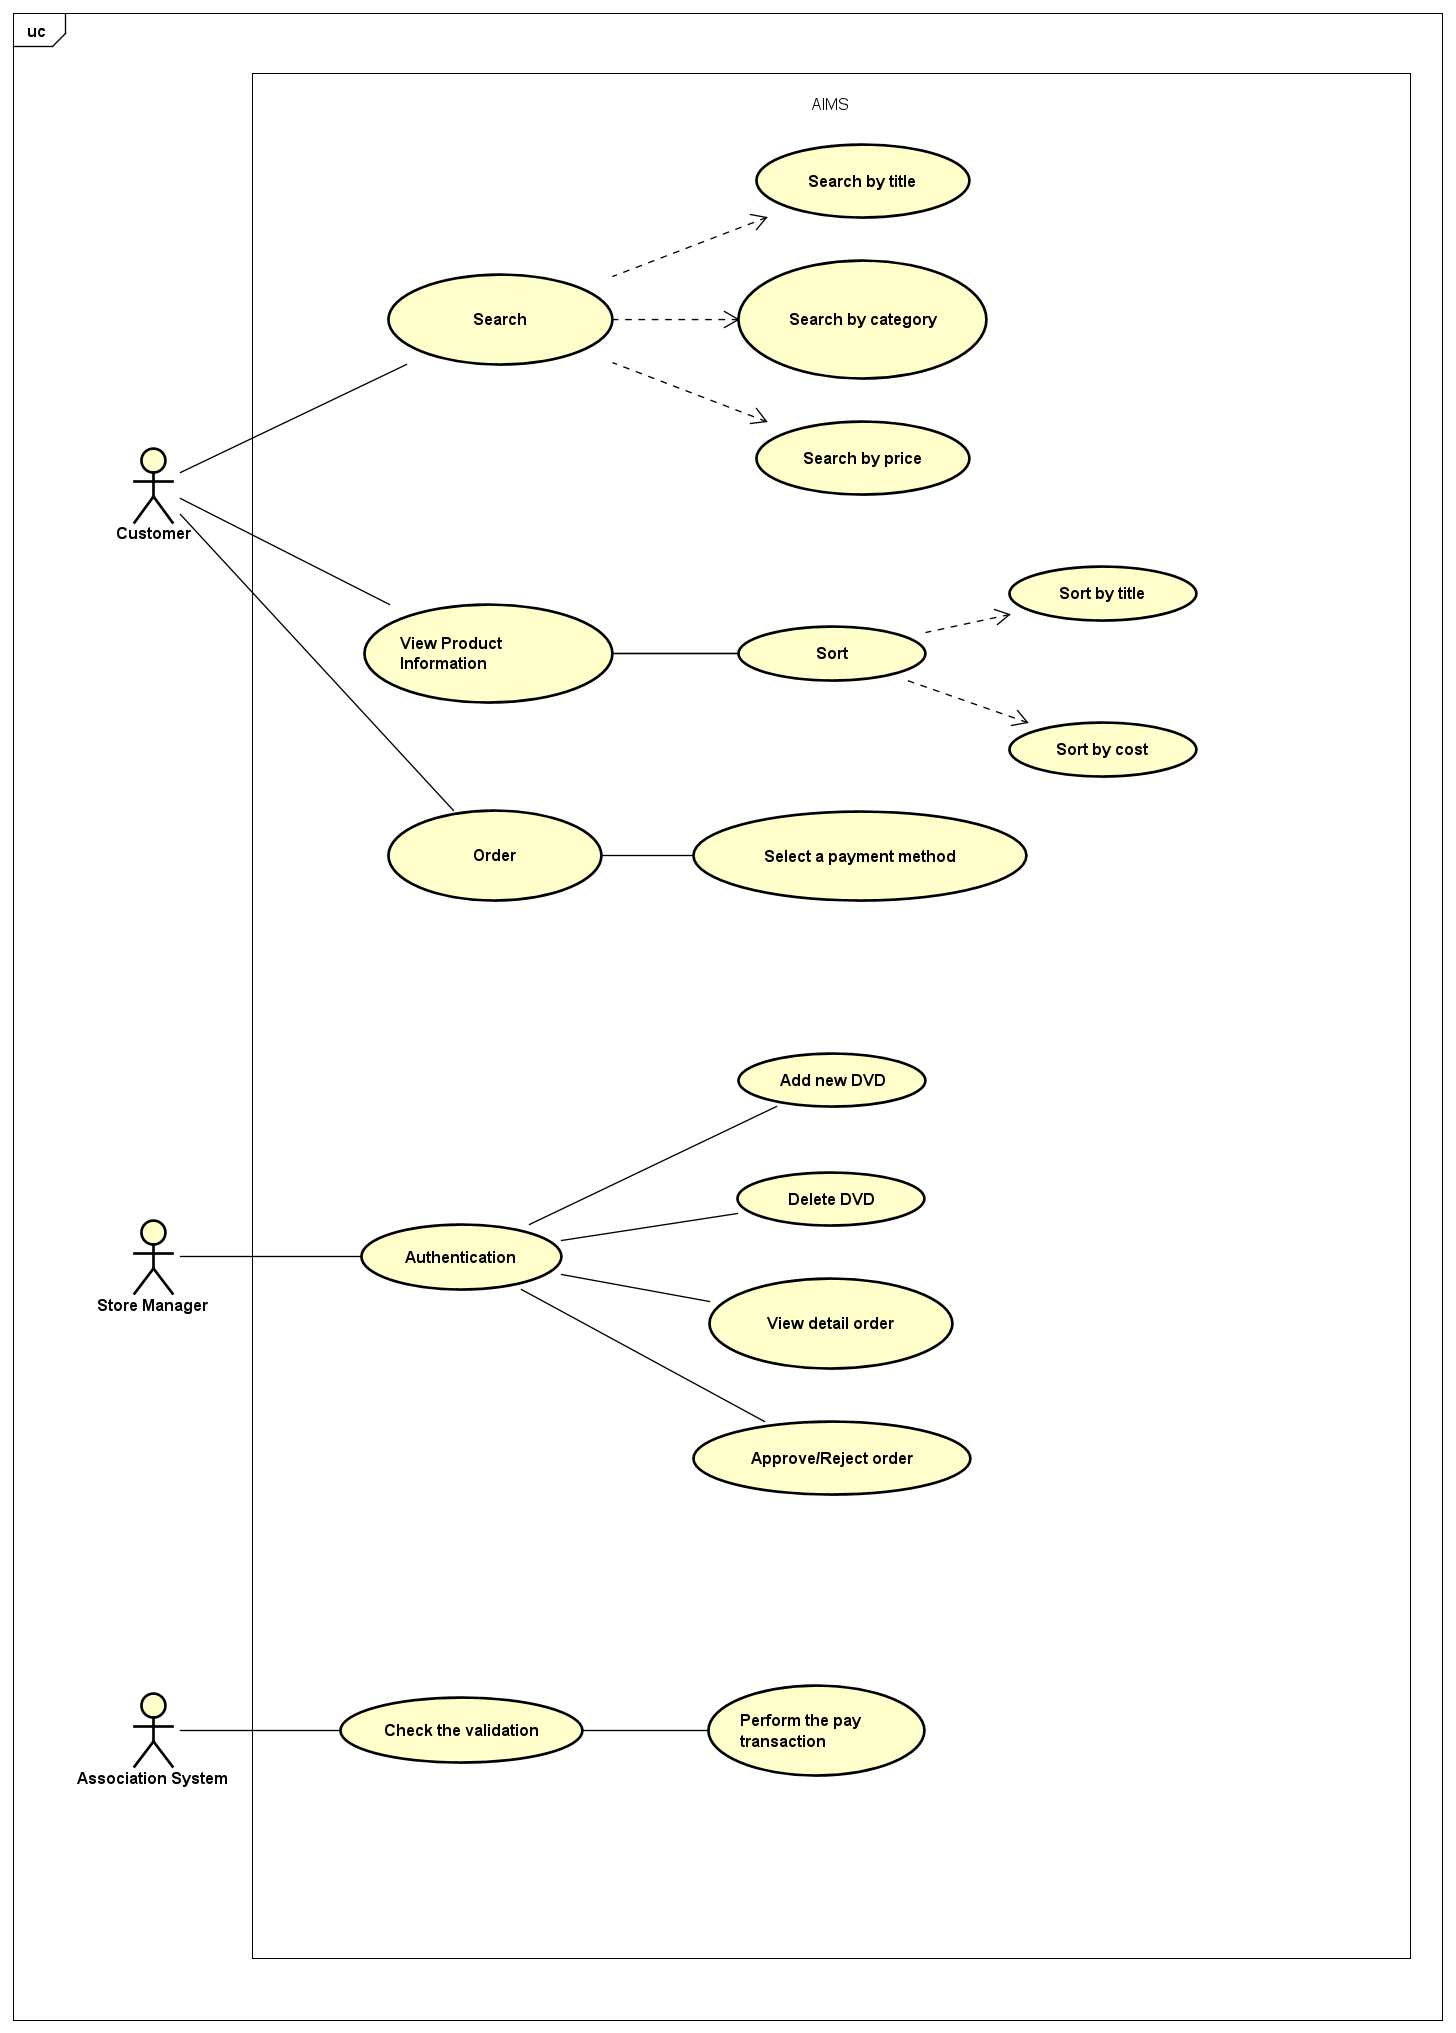 uc
AIMS
Search by title
Search
Search by category
Search by price
Customer
Sort by title
View Product
Information
Sort
Sort by cost
Order
Select a payment method
Add new DVD
Delete DVD
Authentication
Store Manager
View detail order
Approve/Reject order
Check the validation
Perform the pay
transaction
Association System